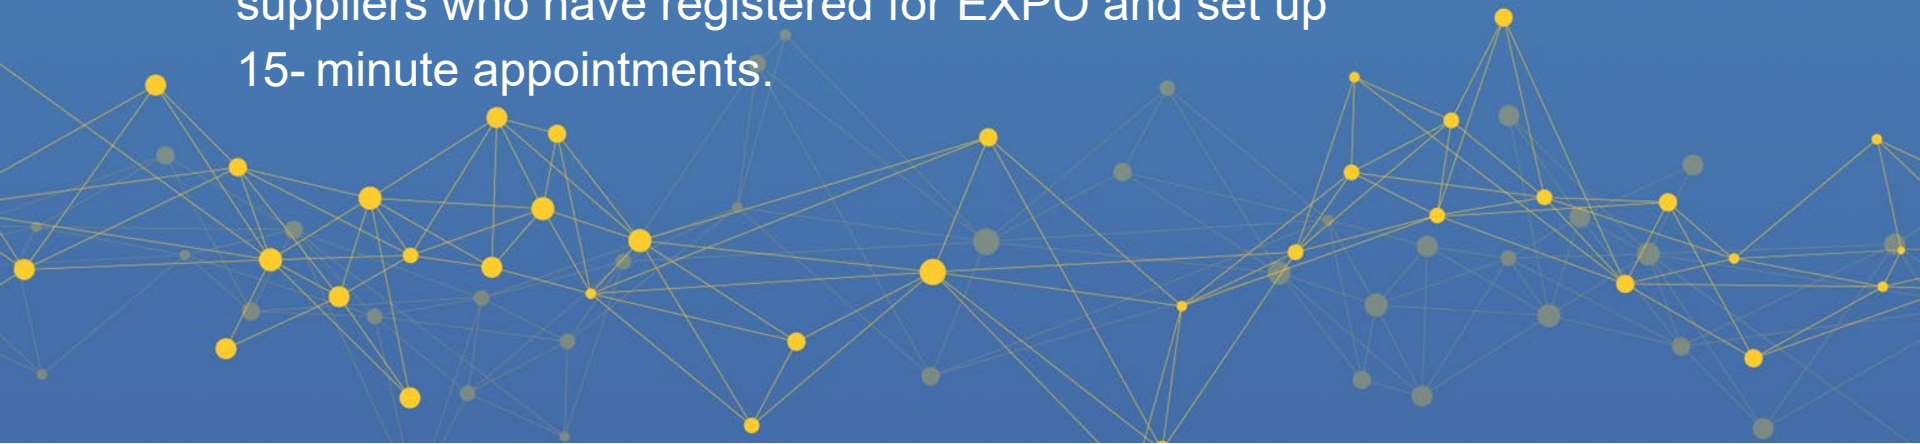 suppliers who have registered for EXPO and set up
15- minute appointments.